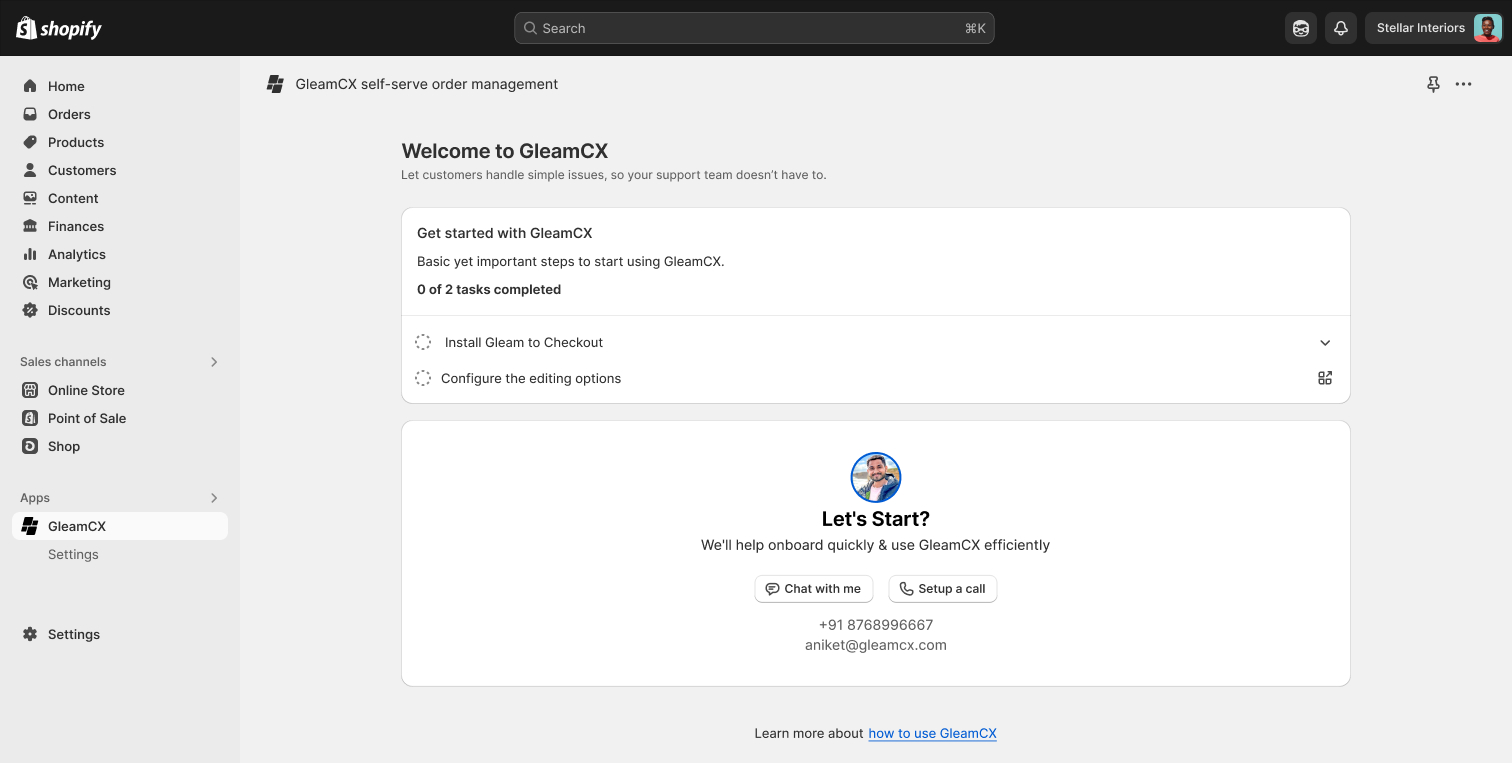 shopify
Search
⌘K
Stellar Interiors
Home
Orders
Products
Customers
Content
Finances
Analytics
Marketing
Discounts
Sales channels
Online Store
Point of Sale
Shop
Apps
GleamCX
Settings
Settings
GleamCX self-serve order management
Welcome to GleamCX
Let customers handle simple issues, so your support team doesn’t have to.
Get started with GleamCX
Basic yet important steps to start using GleamCX.
0 of 2 tasks completed
Install Gleam to Checkout
Configure the editing options
Let's Start?
We'll help onboard quickly & use GleamCX efficiently
Chat with me
Setup a call
+91 8768996667
aniket@gleamcx.com
Learn more about how to use GleamCX